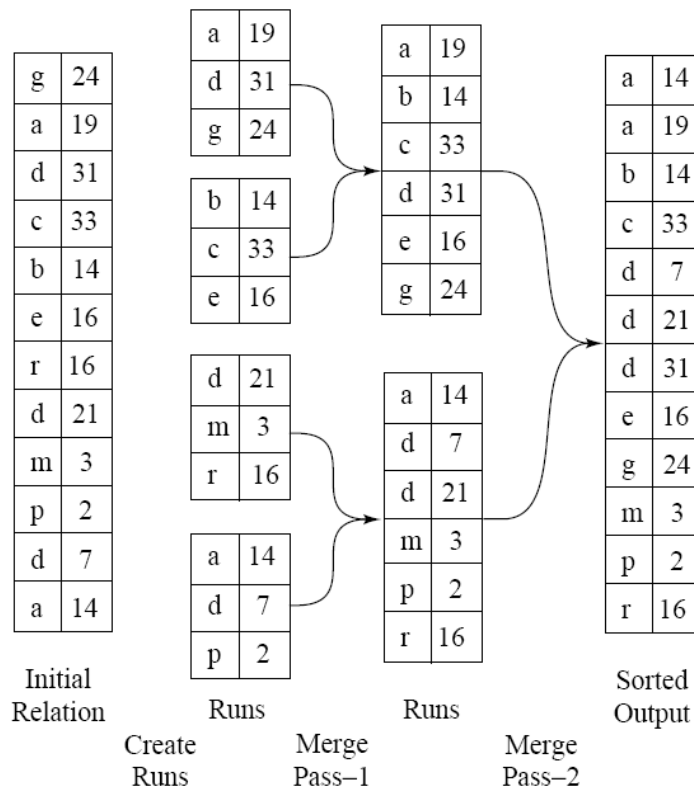 g 24
a 19
d 31
c 33
b 14
e 16
r 16
d 21
m 3
p 2
d 7
a 14
Initial
Relation
a 19
d 31
g 24
b 14
c 33
e 16
d 21
m 3
r 16
a 14
d 7
p 2
Runs
a 19
b 14
c 33
d 31
e 16
g 24
a 14
d 7
d 21
m 3
p 2
r 16
Runs
a 14
a 19
b 14
c 33
d 7
d 21
d 31
e 16
g 24
m 3
p 2
r 16
Sorted
Output
Create
Runs
Merge
Pass–1
Merge
Pass–2